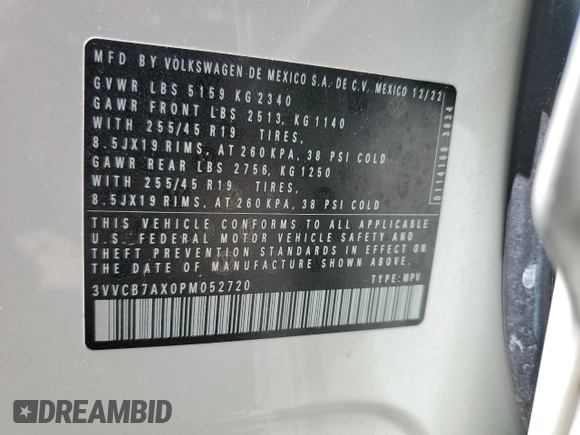 MFD BY VOLKSWAGEN DE MEXICO S.A. DE C.V. MEXICO 12/22
GVWR LBS 5159 KG 2340
GAWR FRONT LBS 2513, KG 1140
WITH 255/45 R19 TIRES,
8.5JX19 RIMS, AT 260 KPA, 38 PSI COLD
GAWR REAR LBS 2756, KG 1250
WITH 255/45 R19 TIRES,
8.5JX19 RIMS, AT 260 KPA, 38 PSI COLD
THIS VEHICLE CONFORMS TO ALL APPLICABLE
U.S. FEDERAL MOTOR VEHICLE SAFETY AND
THEFT PREVENTION STANDARDS IN EFFECT
ON THE DATE OF MANUFACTURE SHOWN ABOVE.
3VVCB7AX0PM052720 TYPE: MPV
0114100 3034
DREAMBID